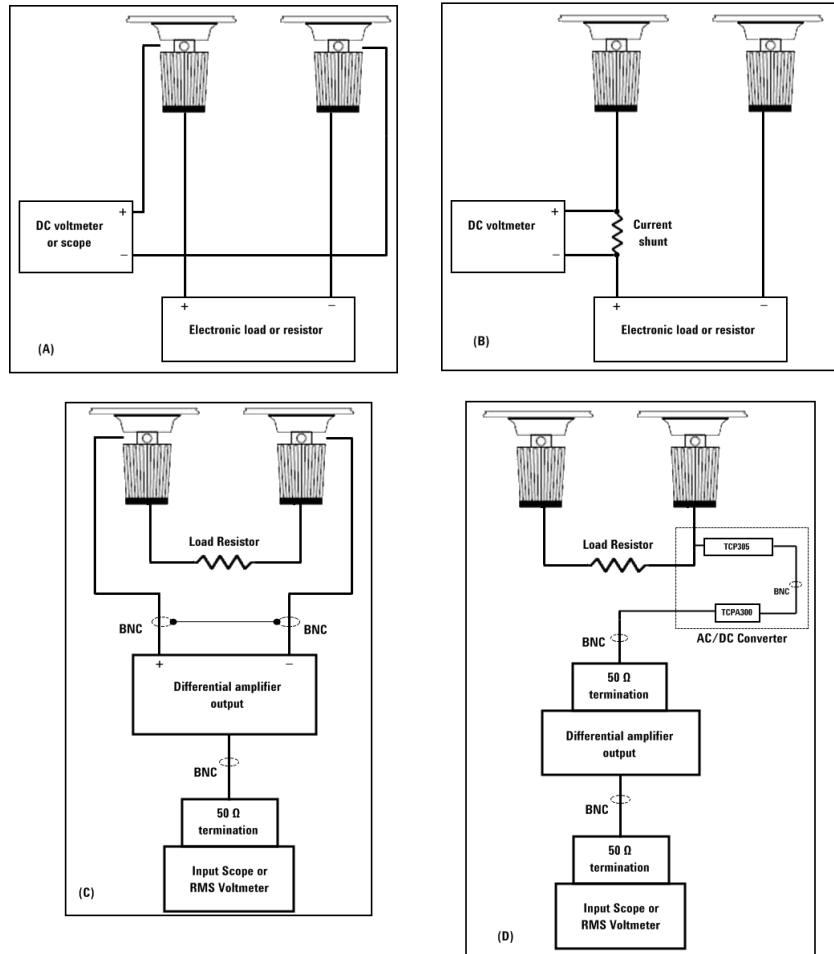 +
DC voltmeter
or scope
–
+
–
Electronic load or resistor
(A)
+
DC voltmeter
–
Current
shunt
+
–
Electronic load or resistor
(B)
Load Resistor
BNC
BNC
+
–
Differential amplifier
output
BNC
50 Ω
termination
Input Scope or
RMS Voltmeter
(C)
Load Resistor
TCP305
BNC
TCPA300
AC/DC Converter
BNC
50 Ω
termination
Differential amplifier
output
BNC
50 Ω
termination
Input Scope or
RMS Voltmeter
(D)